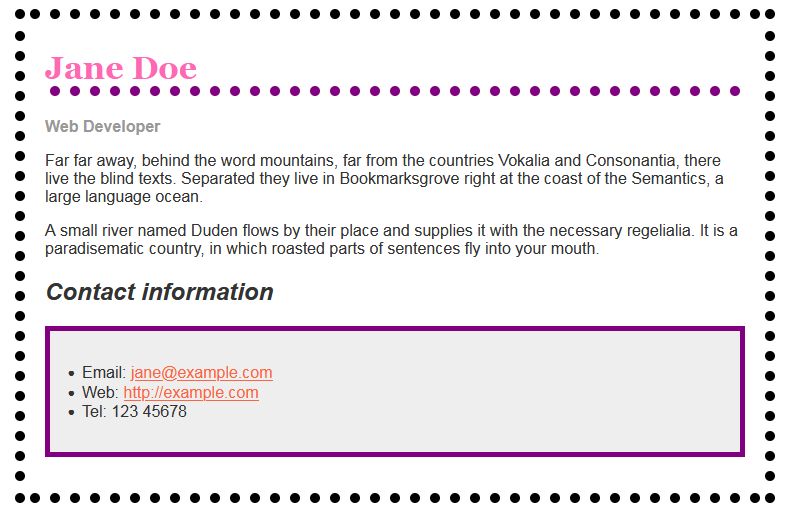 Jane Doe
Web Developer
Far far away, behind the word mountains, far from the countries Vokalia and Consonantia, there
live the blind texts. Separated they live in Bookmarksgrove right at the coast of the Semantics, a
large language ocean.
A small river named Duden flows by their place and supplies it with the necessary regelialia. It is a
paradisematic country, in which roasted parts of sentences fly into your mouth.
Contact information
Email: jane@example.com
Web: http://example.com
Tel: 123 45678